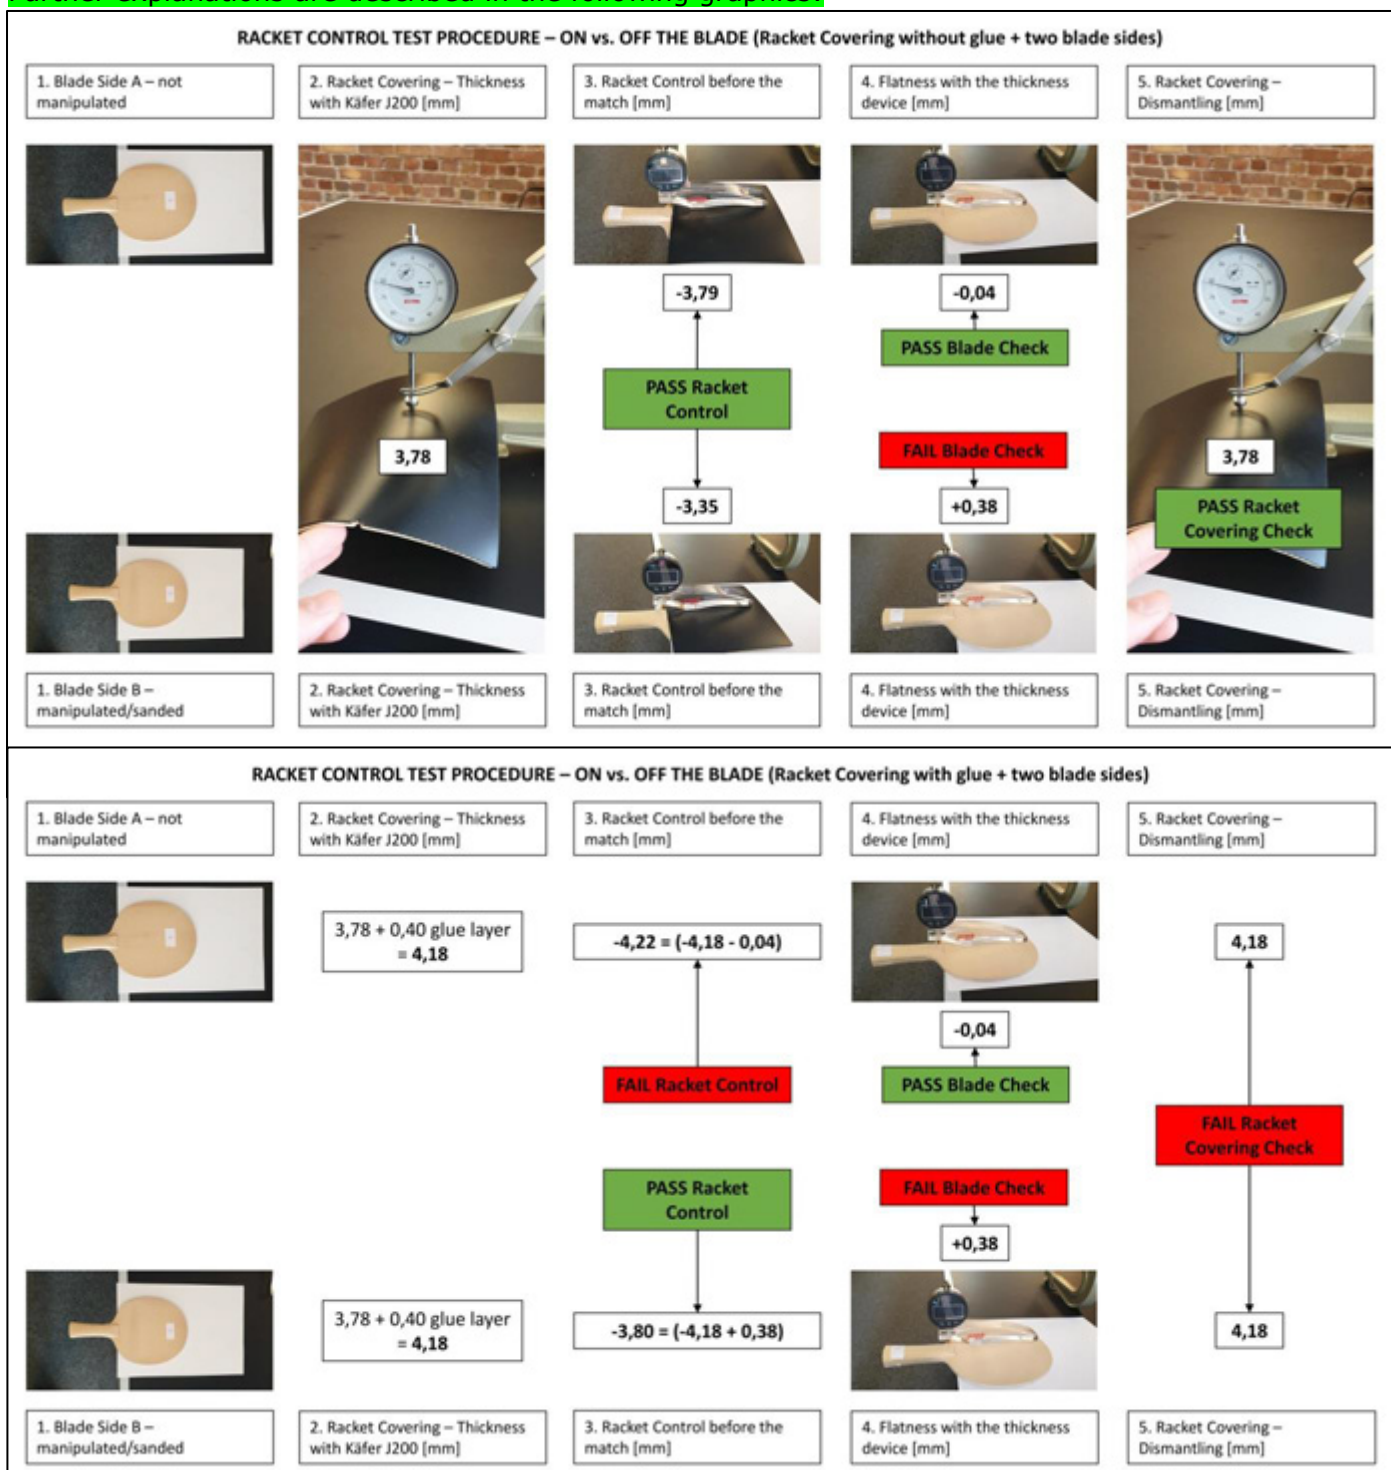 Further explanations are described in the following graphics:
RACKET CONTROL TEST PROCEDURE – ON vs. OFF THE BLADE (Racket Covering without glue + two blade sides)
1. Blade Side A – not
manipulated
2. Racket Covering – Thickness
with Käfer J200 [mm]
3. Racket Control before the
match [mm]
4. Flatness with the thickness
device [mm]
5. Racket Covering –
Dismantling [mm]
-3,79
-0,04
PASS Blade Check
PASS Racket
Control
3,78
FAIL Blade Check
3,78
-3,35
+0,38
PASS Racket
Covering Check
1. Blade Side B –
manipulated/sanded
2. Racket Covering – Thickness
with Käfer J200 [mm]
3. Racket Control before the
match [mm]
4. Flatness with the thickness
device [mm]
5. Racket Covering –
Dismantling [mm]
RACKET CONTROL TEST PROCEDURE – ON vs. OFF THE BLADE (Racket Covering with glue + two blade sides)
1. Blade Side A – not
manipulated
2. Racket Covering – Thickness
with Käfer J200 [mm]
3. Racket Control before the
match [mm]
4. Flatness with the thickness
device [mm]
5. Racket Covering –
Dismantling [mm]
3,78 + 0,40 glue layer
= 4,18
-4,22 = (-4,18 - 0,04)
4,18
-0,04
FAIL Racket Control
PASS Blade Check
FAIL Racket
Covering Check
PASS Racket
Control
FAIL Blade Check
+0,38
3,78 + 0,40 glue layer
= 4,18
-3,80 = (-4,18 + 0,38)
4,18
1. Blade Side B –
manipulated/sanded
2. Racket Covering – Thickness
with Käfer J200 [mm]
3. Racket Control before the
match [mm]
4. Flatness with the thickness
device [mm]
5. Racket Covering –
Dismantling [mm]